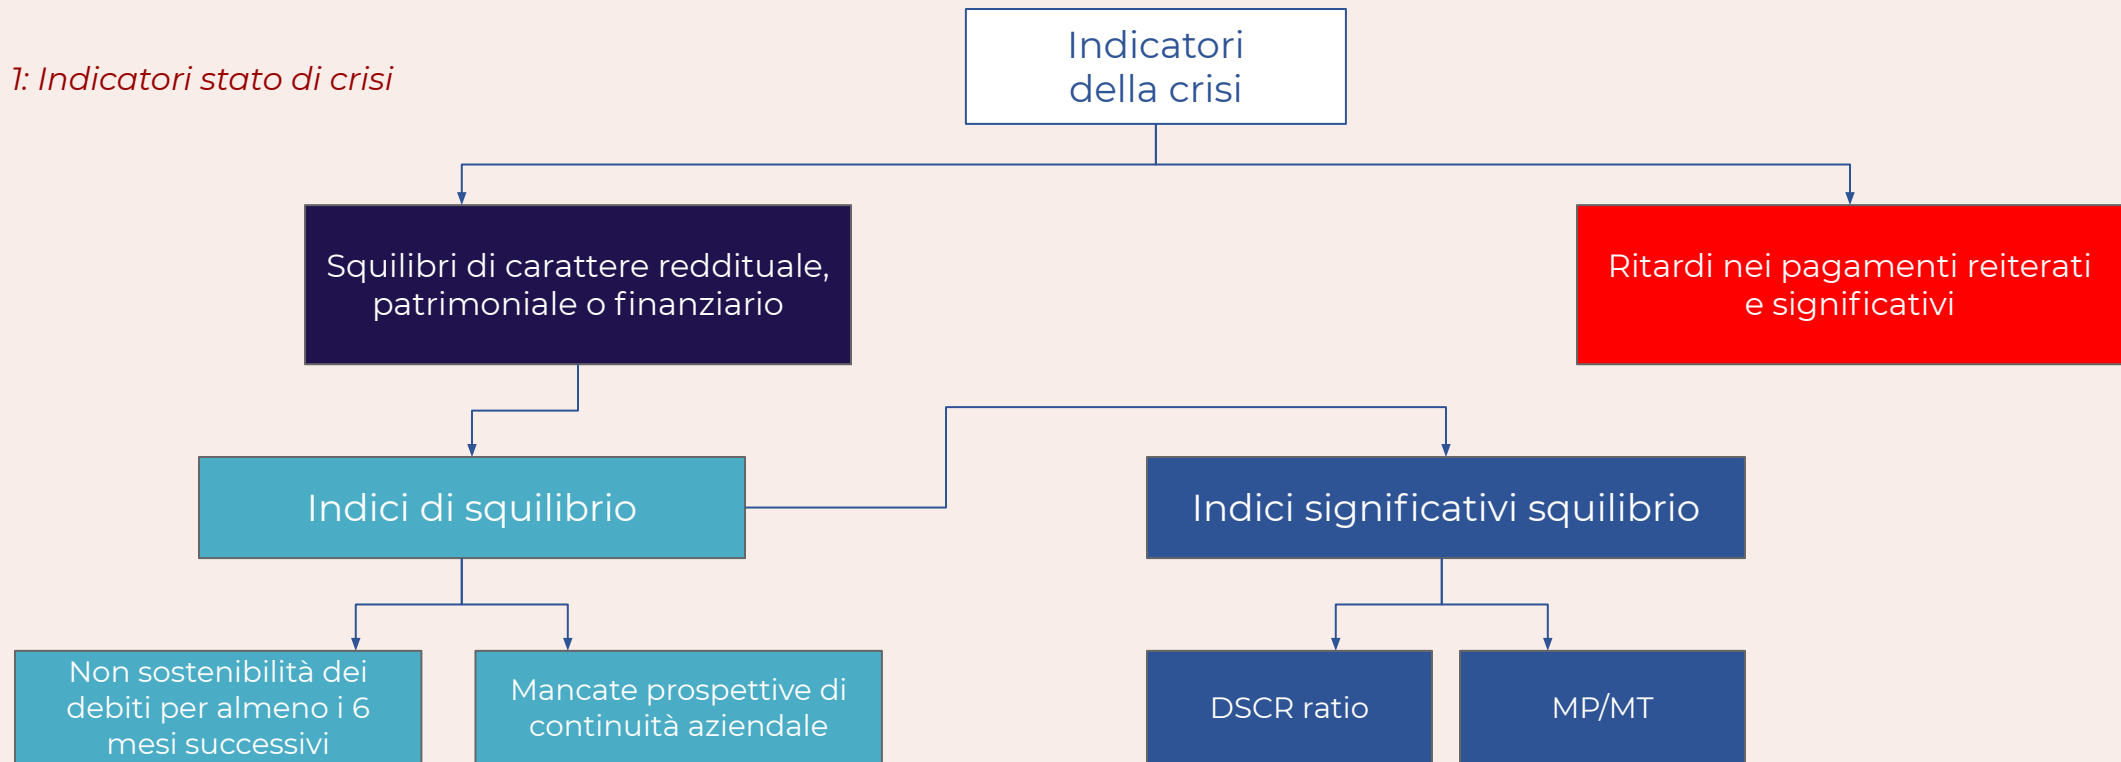 Indicatori
della crisi
1: Indicatori stato di crisi
Squilibri di carattere reddituale,
patrimoniale o finanziario
Ritardi nei pagamenti reiterati
e significativi
Indici di squilibrio
Indici significativi squilibrio
Non sostenibilità dei
debiti per almeno i 6
mesi successivi
Mancate prospettive di
continuità aziendale
DSCR ratio
MP/MT